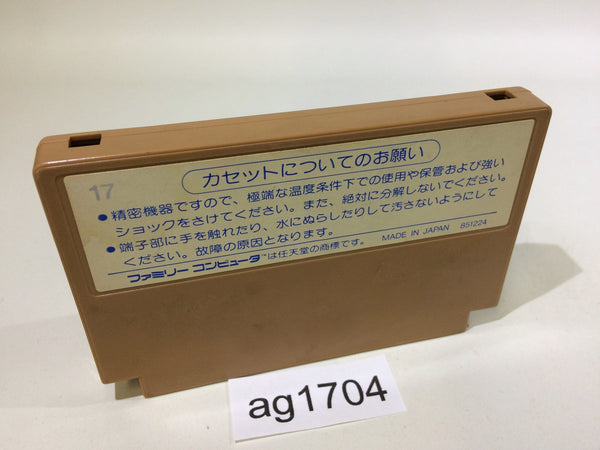 17
カセットについてのお願い
●精密機器ですので、極端な温度条件下での使用や保管および強い
ショックをさけてください。また、絶対に分解しないでください。
●端子部に手を触れたり、水にぬらしたりして汚さないようにして
ください。故障の原因となります。
ファミリー コンピュータ™は任天堂の商標です。 MADE IN JAPAN 851224
ag1704